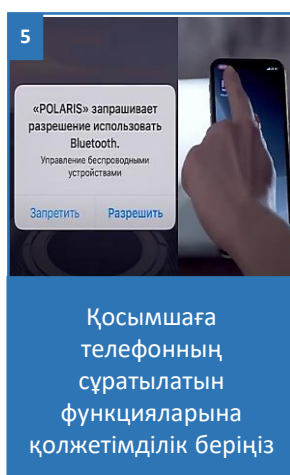 5
«POLARIS» запрашивает
разрешение использовать
Bluetooth.
Управление беспроводными
устройствами
Запретить Разрешить
Қосымшаға
телефонның
сұратылатын
функцияларына
қолжетімділік беріңіз